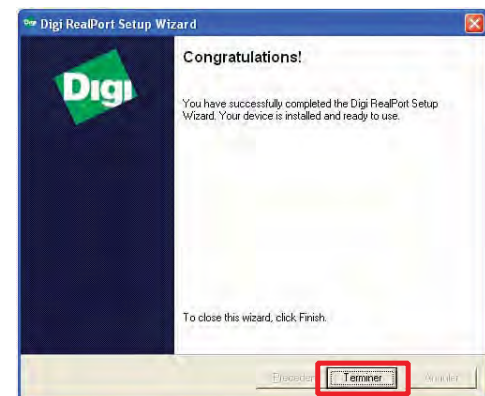 Digi RealPort Setup Wizard
Digi
Congratulations!
You have successfully completed the Digi RealPort Setup
Wizard. Your device is installed and ready to use.
To close this wizard, click Finish.
Terminer
Annuler